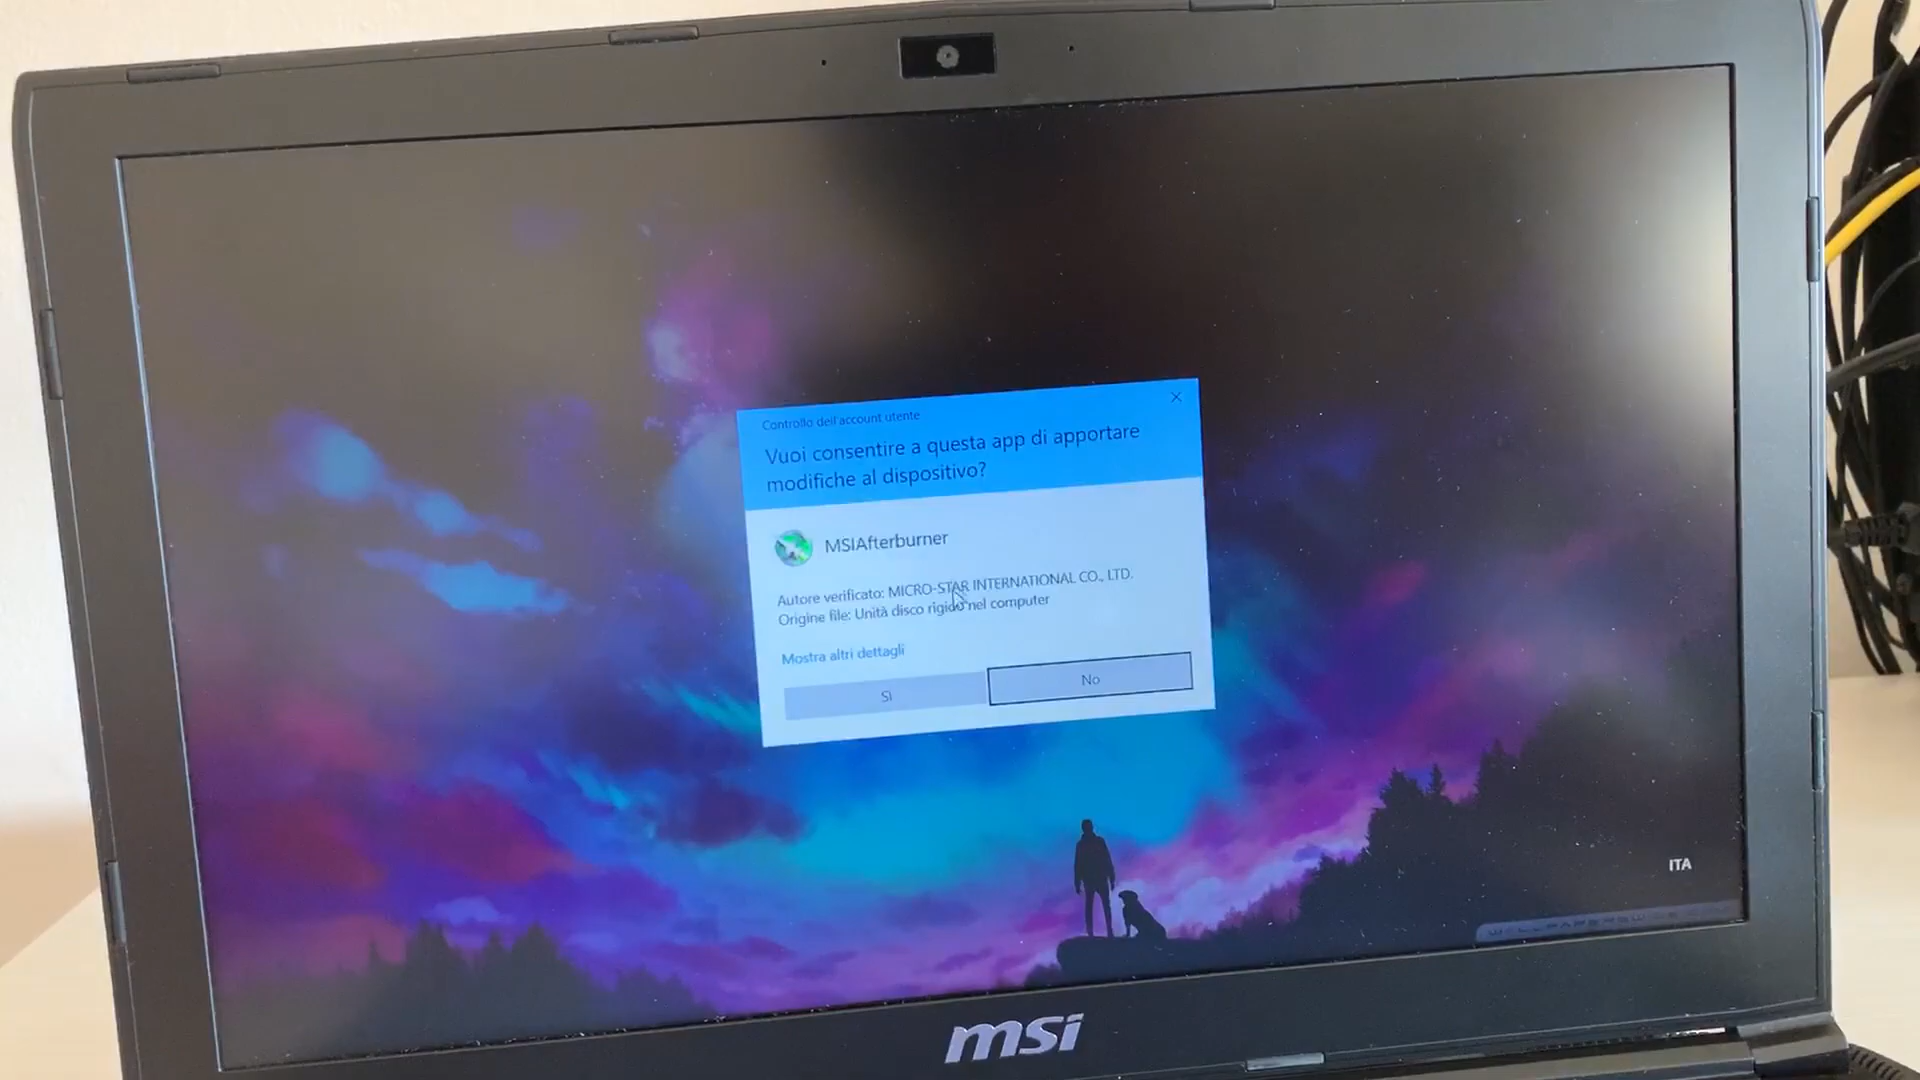 Controllo dell'account utente
Vuoi consentire a questa app di apportare
modifiche al dispositivo?
MSIAfterburner
Autore verificato: MICRO-STAR INTERNATIONAL CO., LTD.
Origine file: Unità disco rigido nel computer
Mostra altri dettagli
Sì
No
ITA
msi